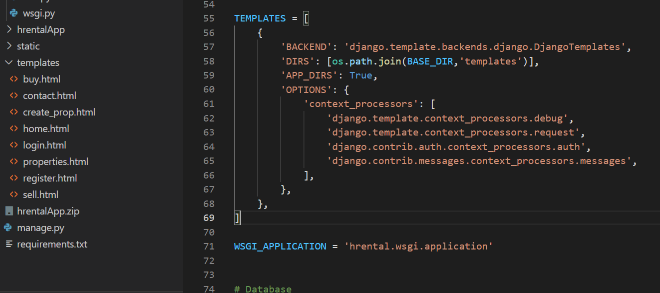 wsgi.py
hrentalApp
static
templates
buy.html
contact.html
create_prop.html
home.html
login.html
properties.html
register.html
sell.html
hrentalApp.zip
manage.py
requirements.txt
54
55 TEMPLATES = [
56 {
57 'BACKEND': 'django.template.backends.django.DjangoTemplates',
58 'DIRS': [os.path.join(BASE_DIR,'templates')],
59 'APP_DIRS': True,
60 'OPTIONS': {
61 'context_processors': [
62 'django.template.context_processors.debug',
63 'django.template.context_processors.request',
64 'django.contrib.auth.context_processors.auth',
65 'django.contrib.messages.context_processors.messages',
66 ],
67 },
68 },
69 ]
70
71 WSGI_APPLICATION = 'hrental.wsgi.application'
72
73
74 # Database